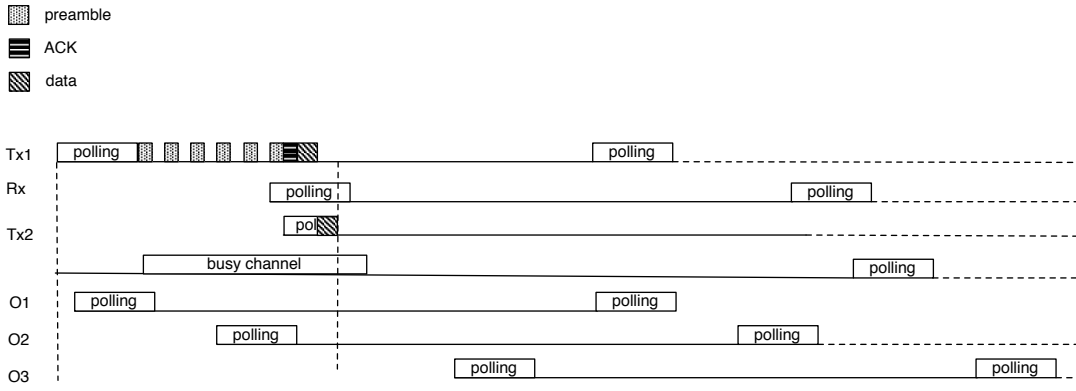 preamble
ACK
data
Tx1 polling polling
Rx polling polling
Tx2 pol
busy channel polling
O1 polling polling
O2 polling polling
O3 polling polling